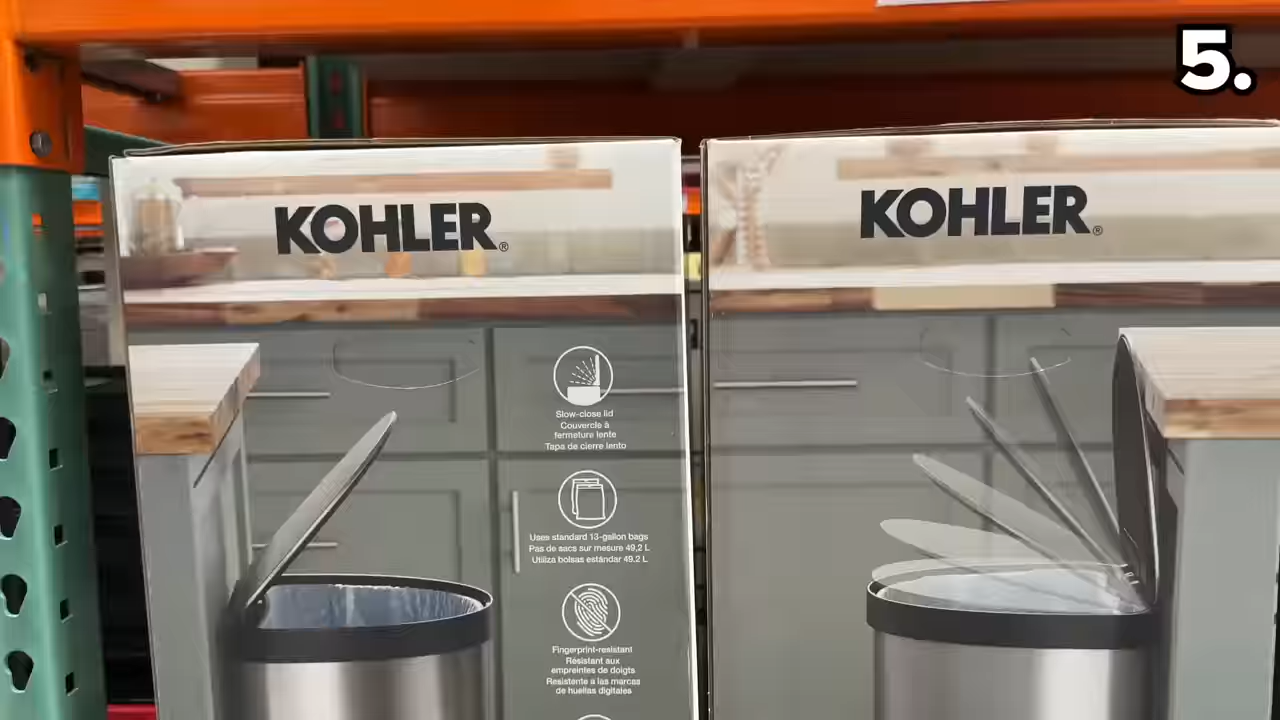 5.
KOHLER®
KOHLER®
Slow-close lid
Couvercle à
fermeture lente
Tapa de cierre lento
Uses standard 13-gallon bags
Pas de sacs sur mesure 49,2 L
Utiliza bolsas estándar 49.2 L
Fingerprint-resistant
Résistant aux
empreintes de doigts
Resistente a las marcas
de huellas digitales